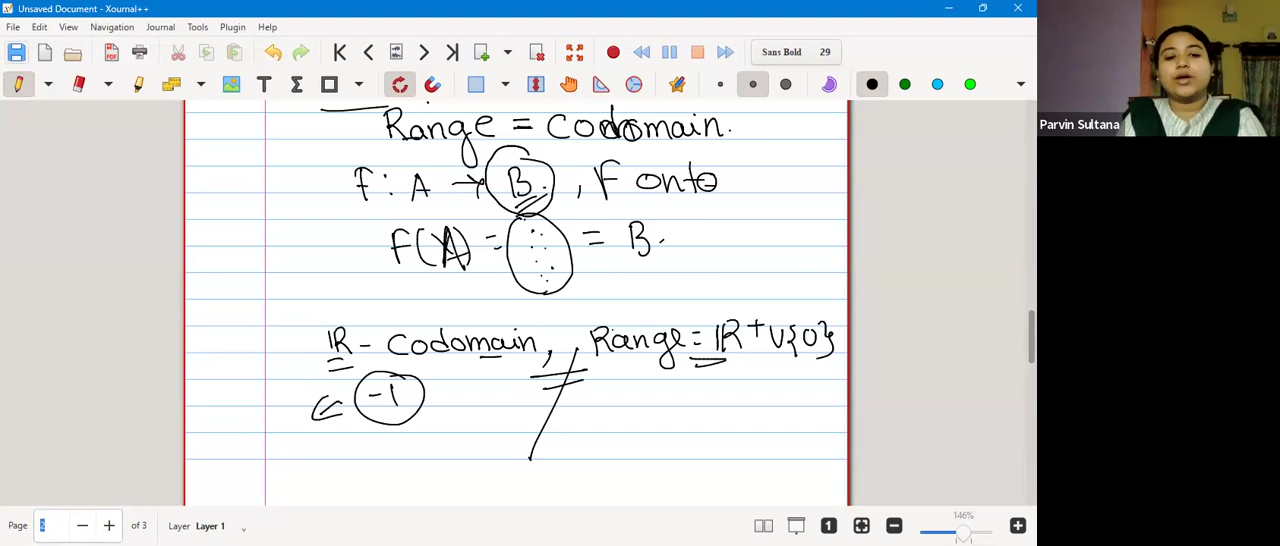 Unsaved Document - Xournal++
File Edit View Navigation Journal Tools Plugin Help
Sans Bold 29
Range = Codomain.
f : A → B. , f onto
f(A) = = B.
ℝ - Codomain, Range = ℝ⁺ ∪ {0}
-1
Parvin Sultana
Page 2 of 3 Layer Layer 1 146%